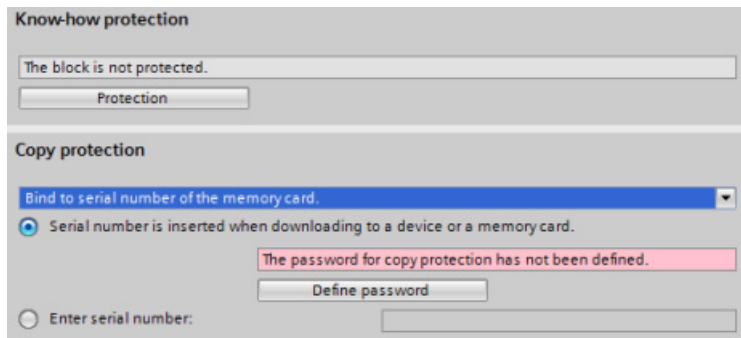 Know-how protection
The block is not protected.
Protection
Copy protection
Bind to serial number of the memory card.
Serial number is inserted when downloading to a device or a memory card.
The password for copy protection has not been defined.
Define password
Enter serial number: